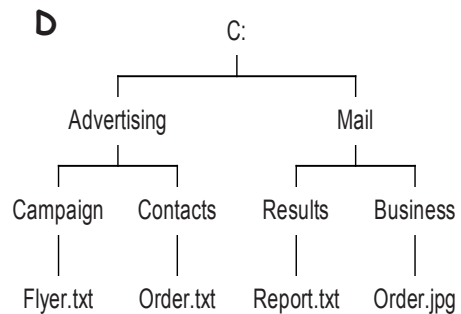 D
C:
Advertising Mail
Campaign Contacts Results Business
Flyer.txt Order.txt Report.txt Order.jpg